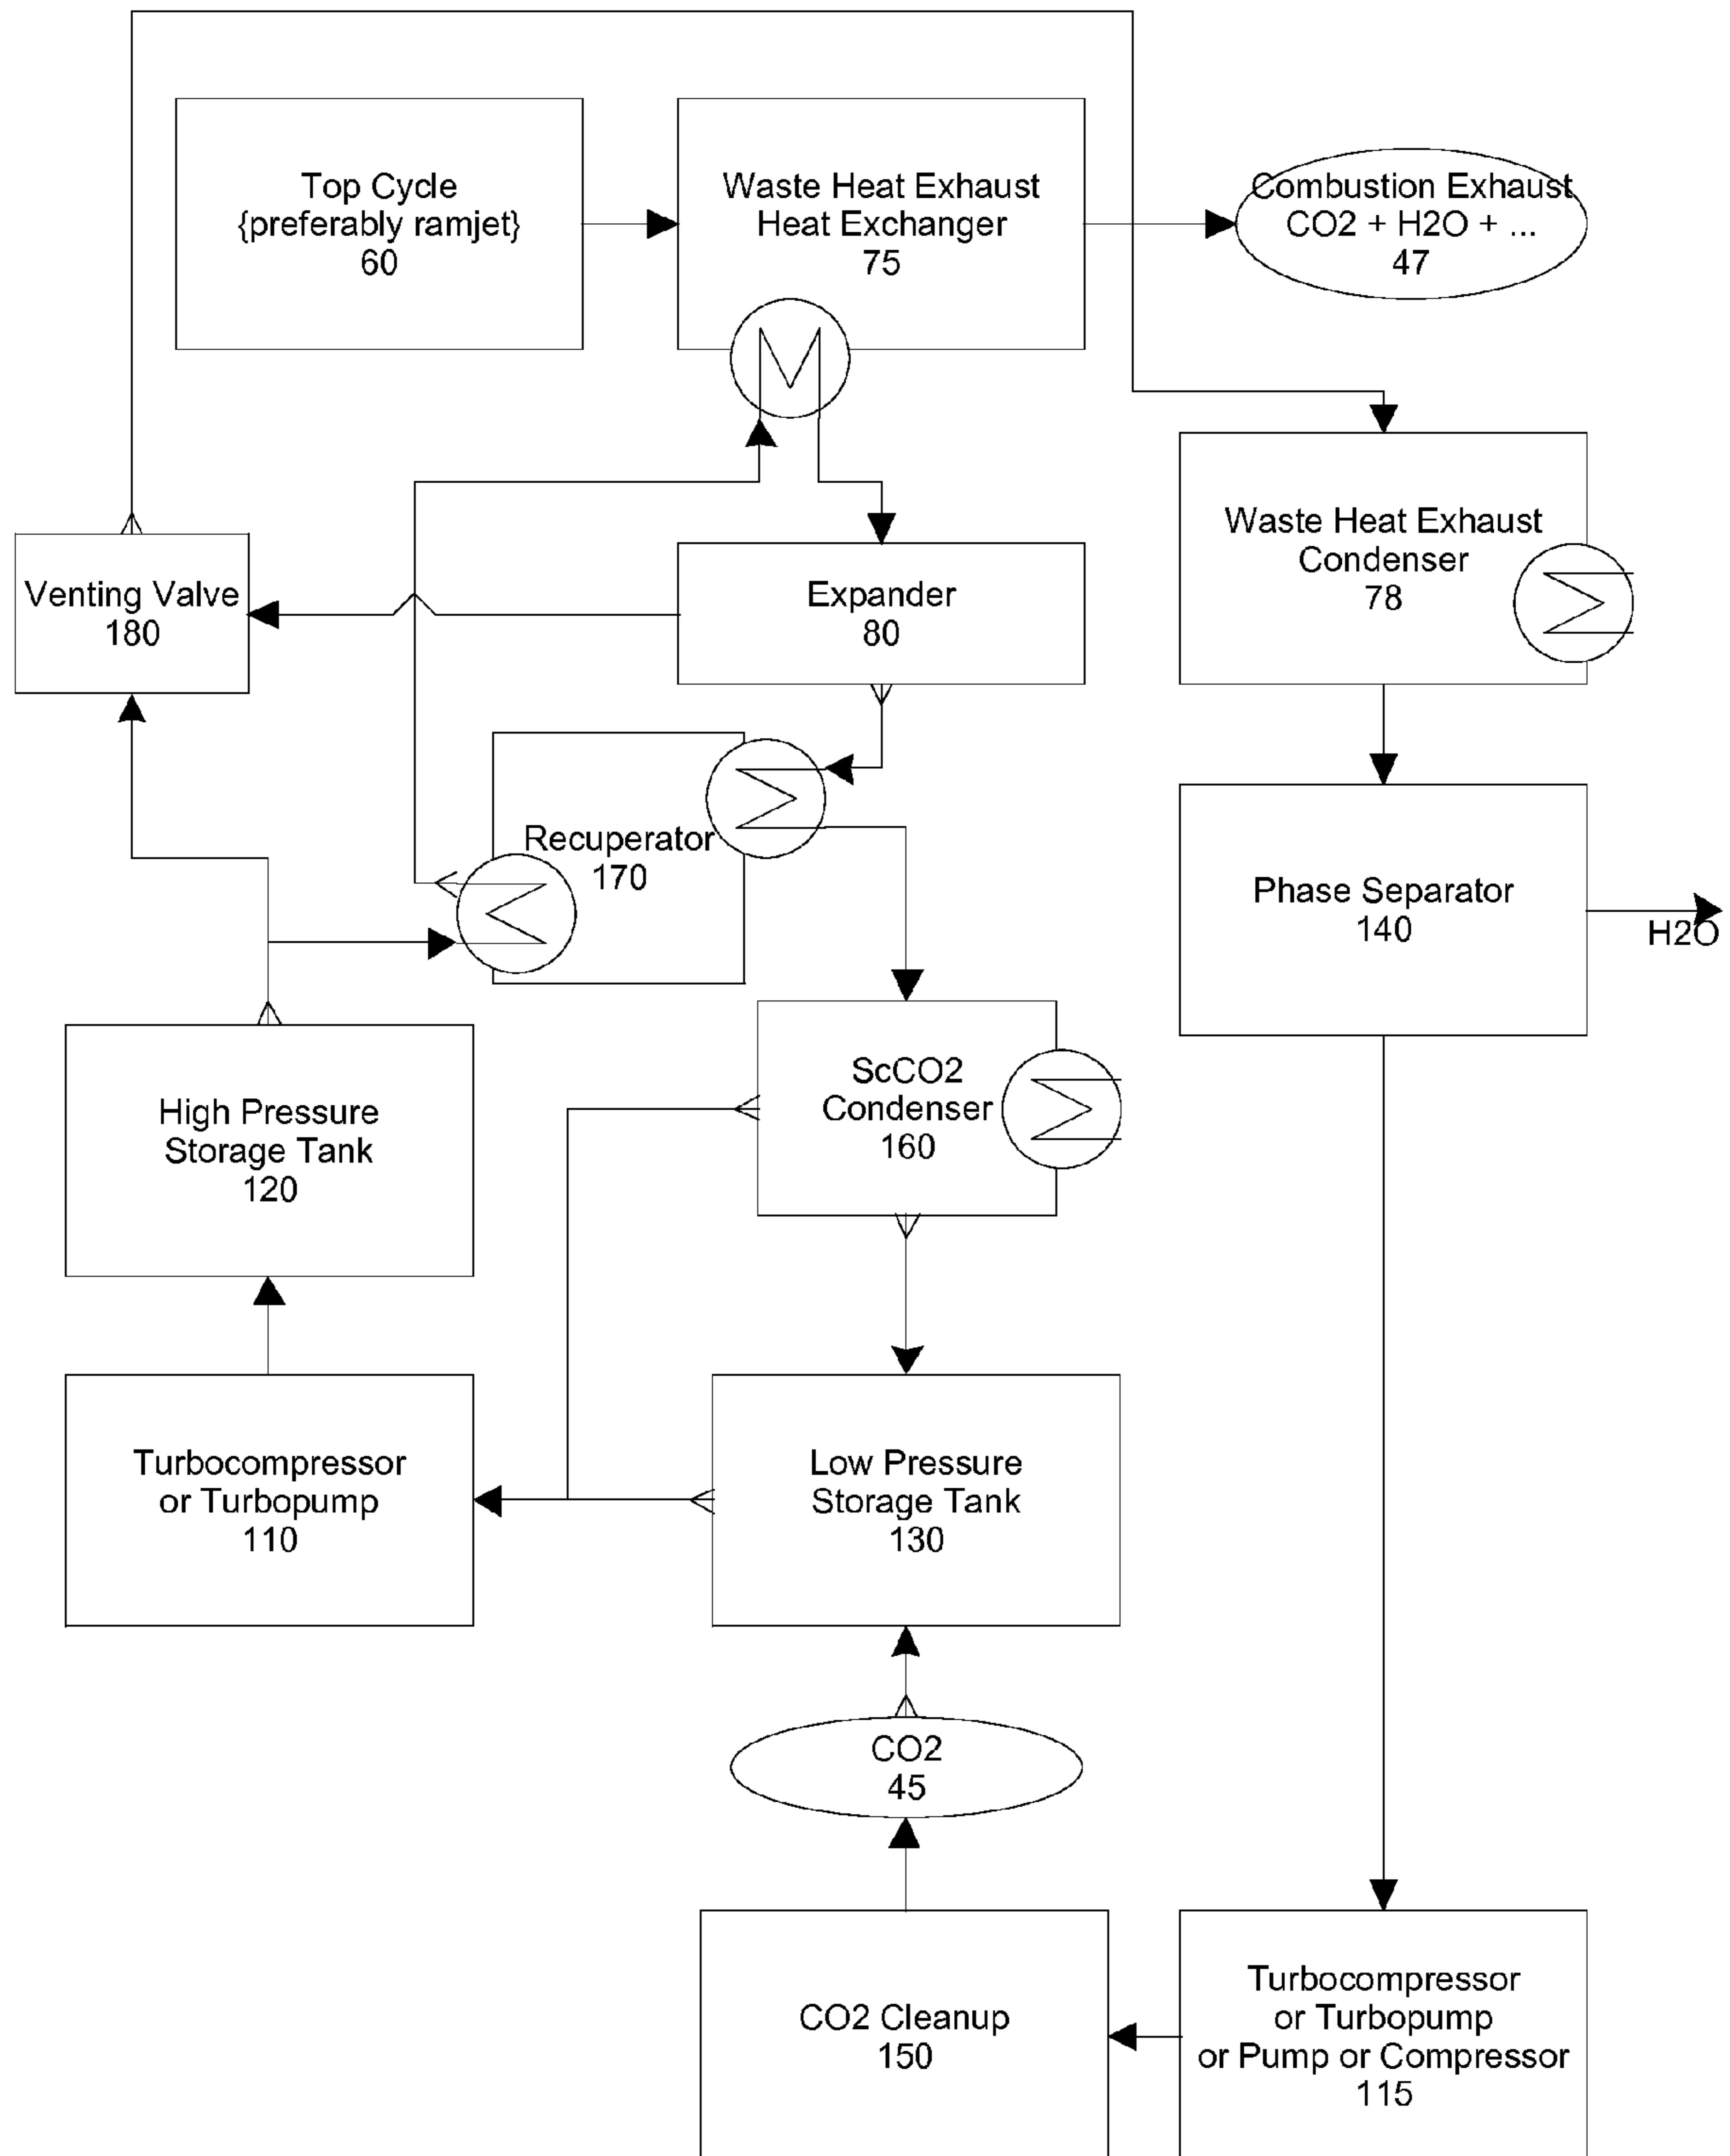 Top Cycle
{preferably ramjet}
60
Waste Heat Exhaust
Heat Exchanger
75
Combustion Exhaust
CO2 + H2O + ...
47
Waste Heat Exhaust
Condenser
78
Venting Valve
180
Expander
80
Recuperator
170
Phase Separator
140
H2O
ScCO2
Condenser
160
High Pressure
Storage Tank
120
Turbocompressor
or Turbopump
110
Low Pressure
Storage Tank
130
CO2
45
CO2 Cleanup
150
Turbocompressor
or Turbopump
or Pump or Compressor
115